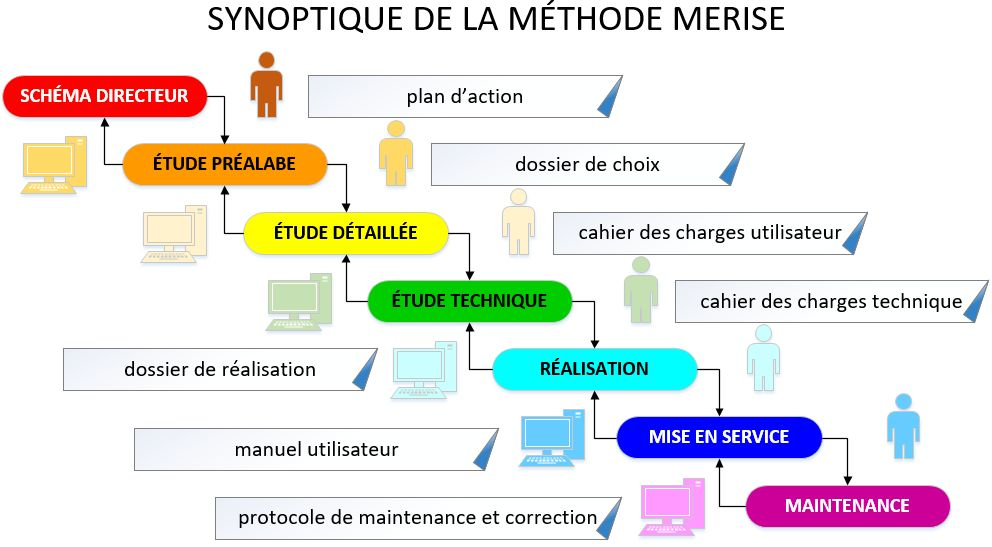 SYNOPTIQUE DE LA MÉTHODE MERISE
SCHÉMA DIRECTEUR
plan d’action
ÉTUDE PRÉALABE
dossier de choix
ÉTUDE DÉTAILLÉE
cahier des charges utilisateur
ÉTUDE TECHNIQUE
cahier des charges technique
dossier de réalisation
RÉALISATION
manuel utilisateur
MISE EN SERVICE
protocole de maintenance et correction
MAINTENANCE